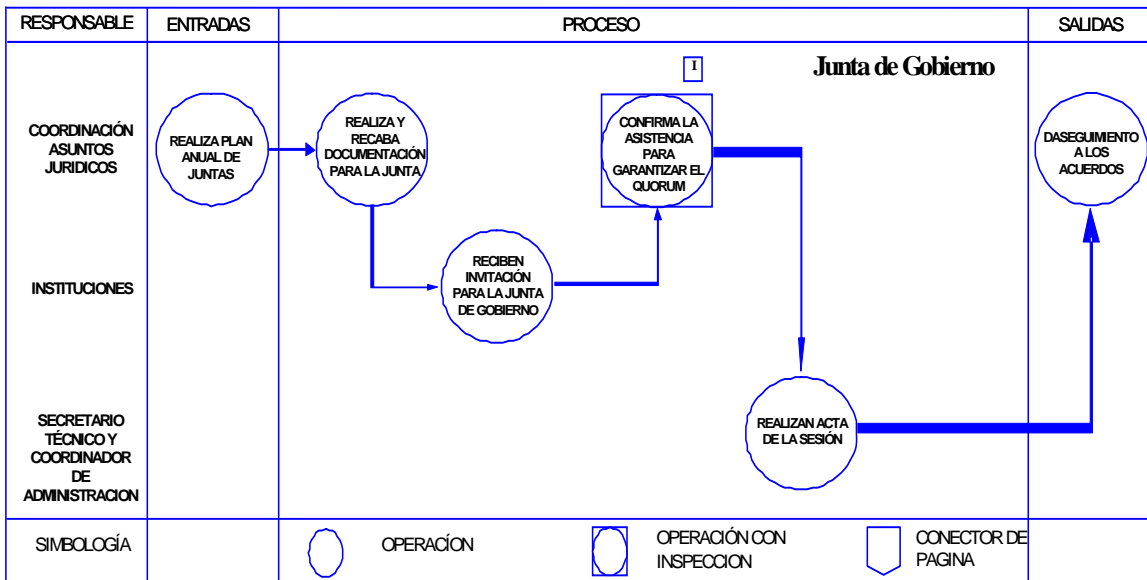 RESPONSABLE
ENTRADAS
PROCESO
SALIDAS
I
Junta de Gobierno
COORDINACIÓN
ASUNTOS
JURIDICOS
REALIZA PLAN
ANUAL DE
JUNTAS
REALIZA Y
RECABA
DOCUMENTACIÓN
PARA LA JUNTA
CONFIRMA LA
ASISTENCIA
PARA
GARANTIZAR EL
QUORUM
DASEGUIMIENTO
A LOS
ACUERDOS
INSTITUCIONES
RECIBEN
INVITACIÓN
PARA LA JUNTA
DE GOBIERNO
SECRETARIO
TÉCNICO Y
COORDINADOR
DE
ADMINISTRACION
REALIZAN ACTA
DE LA SESIÓN
SIMBOLOGÍA
OPERACÍON
OPERACIÓN CON
INSPECCION
CONECTOR DE
PAGINA